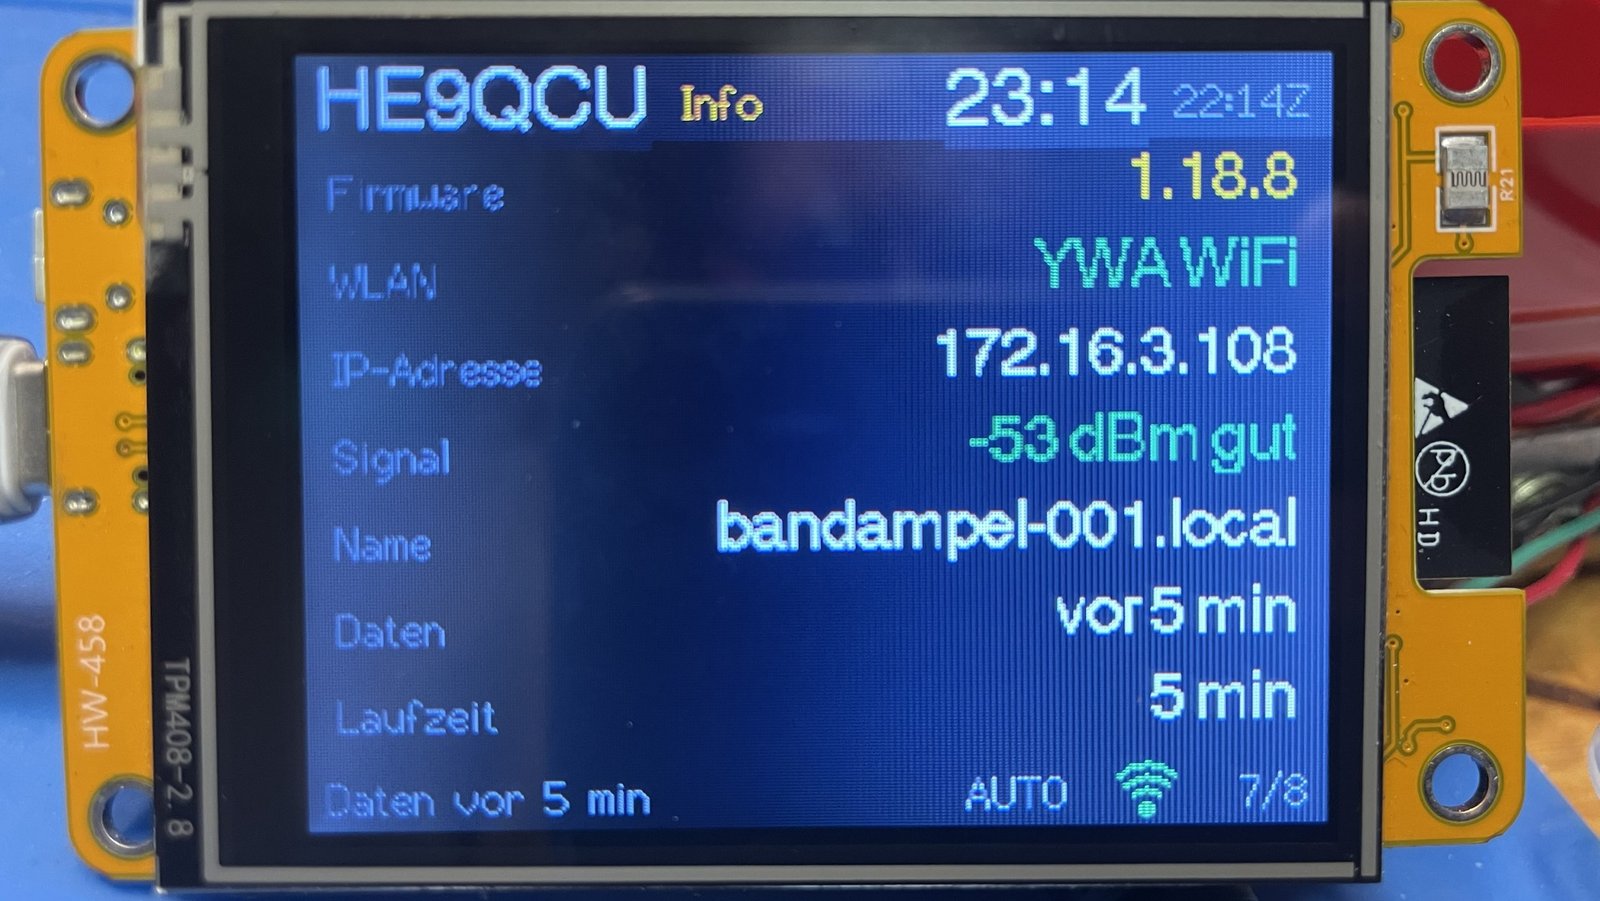 HE9QCU Info 23:14 22:14Z
Firmware 1.18.8
WLAN YWA WiFi
IP-Adresse 172.16.3.108
Signal -53 dBm gut
Name bandampel-001.local
Daten vor 5 min
Laufzeit 5 min
Daten vor 5 min AUTO 7/8
HW-458
TPM408-2.8
R21
Pb
HD